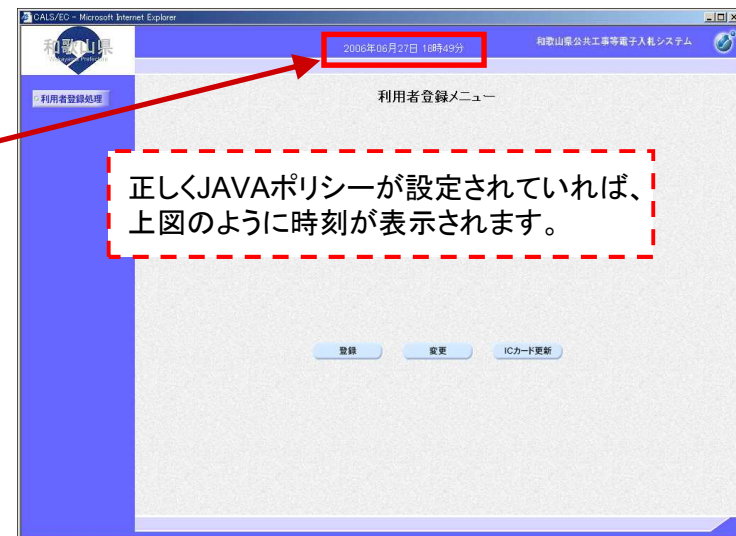 CALS/EC - Microsoft Internet Explorer
和歌山県
Wakayama Prefecture
2006年06月27日 18時49分
和歌山県公共工事等電子入札システム
利用者登録処理
利用者登録メニュー
正しくJAVAポリシーが設定されていれば、
上図のように時刻が表示されます。
登録
変更
ICカード更新